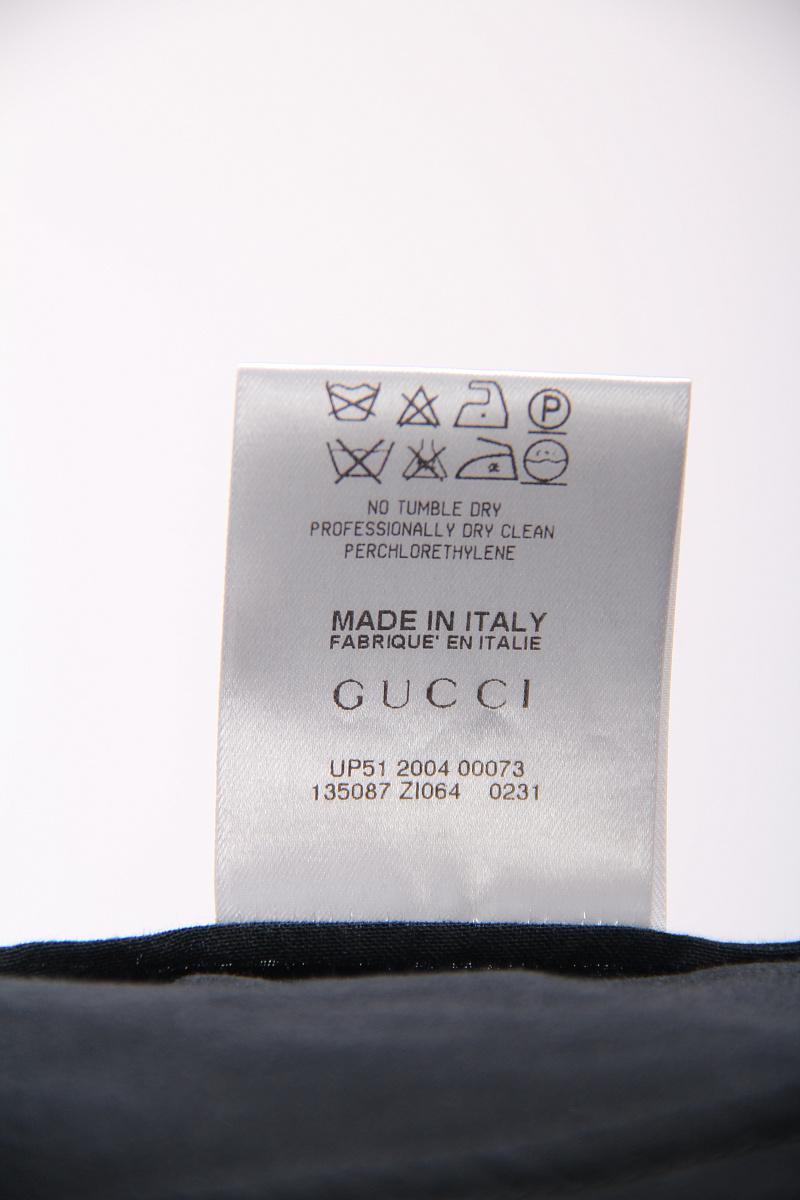 P
NO TUMBLE DRY
PROFESSIONALLY DRY CLEAN
PERCHLORETHYLENE
MADE IN ITALY
FABRIQUE' EN ITALIE
GUCCI
UP51 2004 00073
135087 ZI064 0231